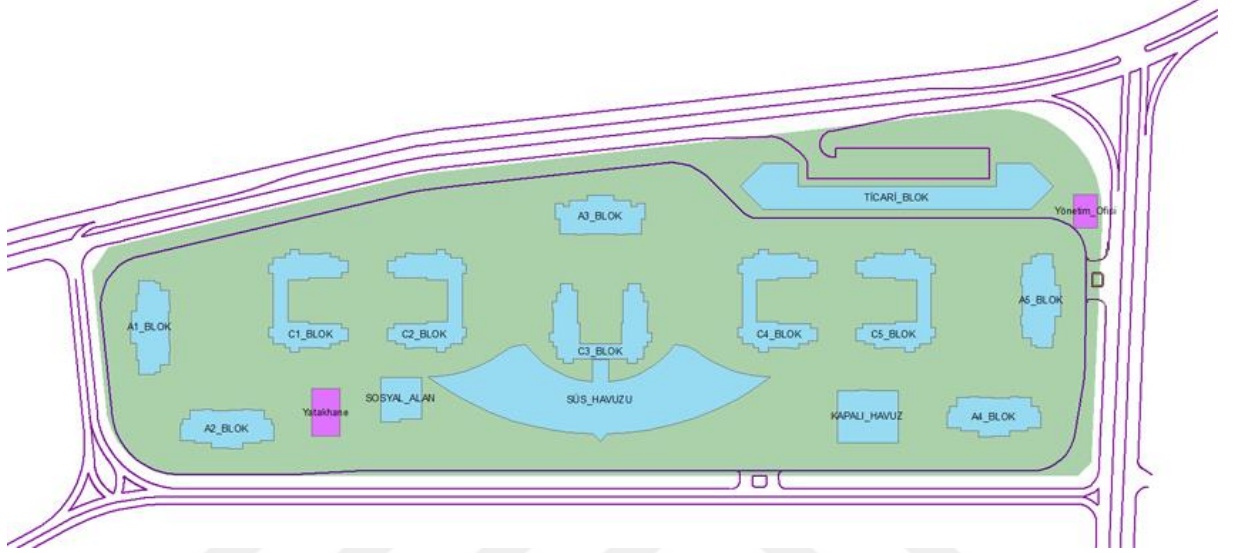 TİCARİ_BLOK
Yönetim_Ofisi
A3_BLOK
A1_BLOK
A5_BLOK
C1_BLOK
C2_BLOK
C4_BLOK
C5_BLOK
C3_BLOK
SOSYAL_ALAN
SÜS_HAVUZU
Yatakhane
KAPALI_HAVUZ
A2_BLOK
A4_BLOK